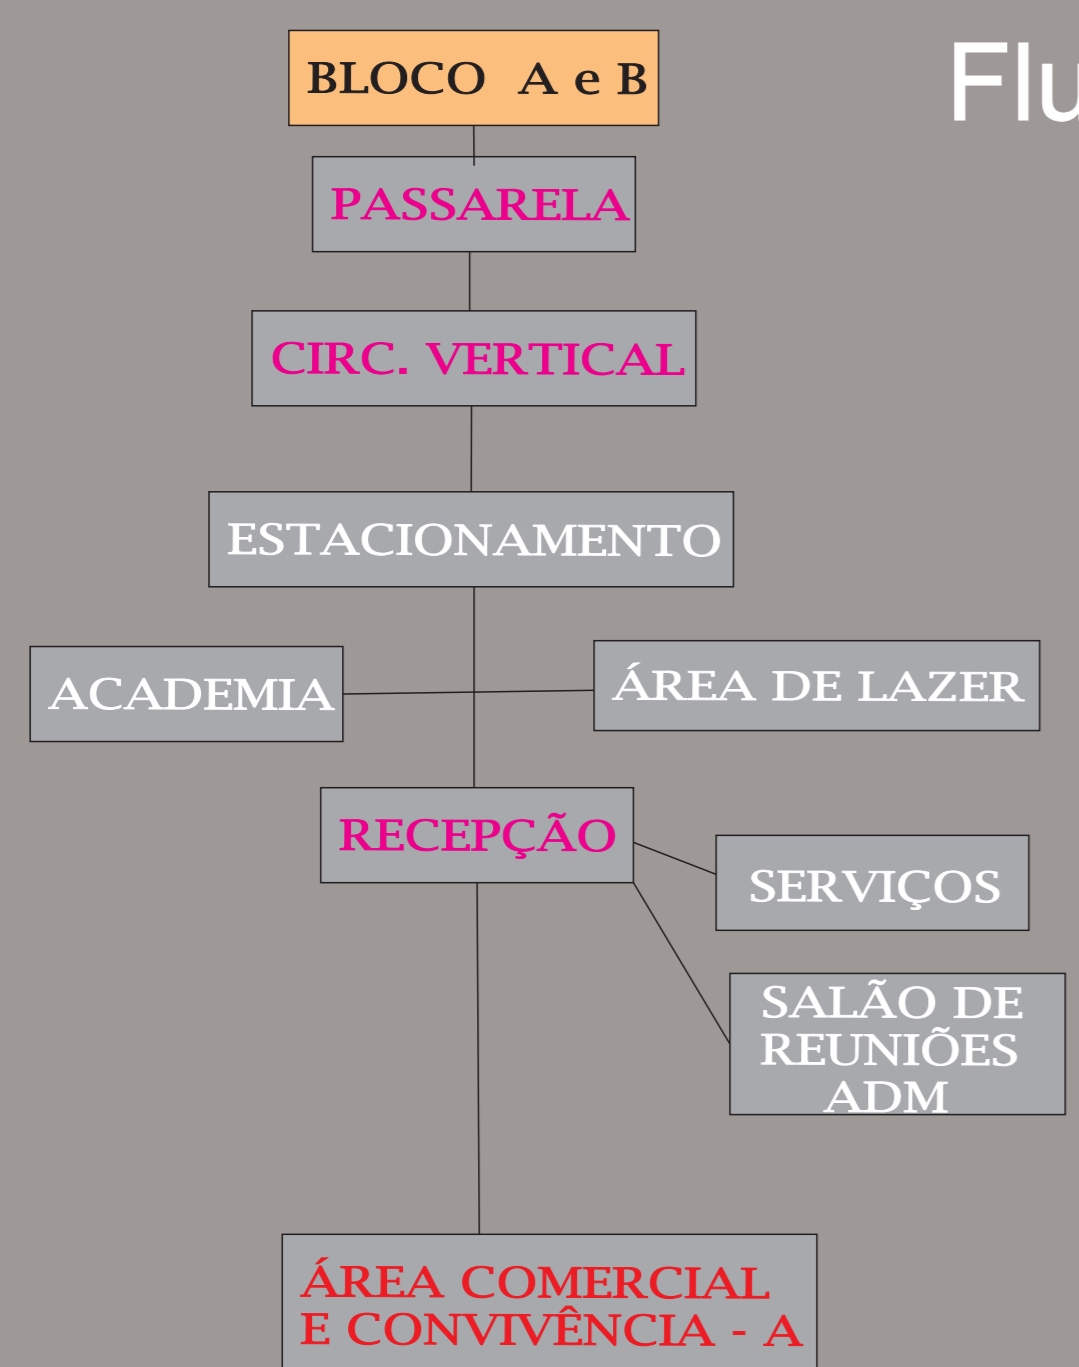 BLOCO A e B
Flu
PASSARELA
CIRC. VERTICAL
ESTACIONAMENTO
ACADEMIA
ÁREA DE LAZER
RECEPÇÃO
SERVIÇOS
SALÃO DE
REUNIÕES
ADM
ÁREA COMERCIAL
E CONVIVÊNCIA - A